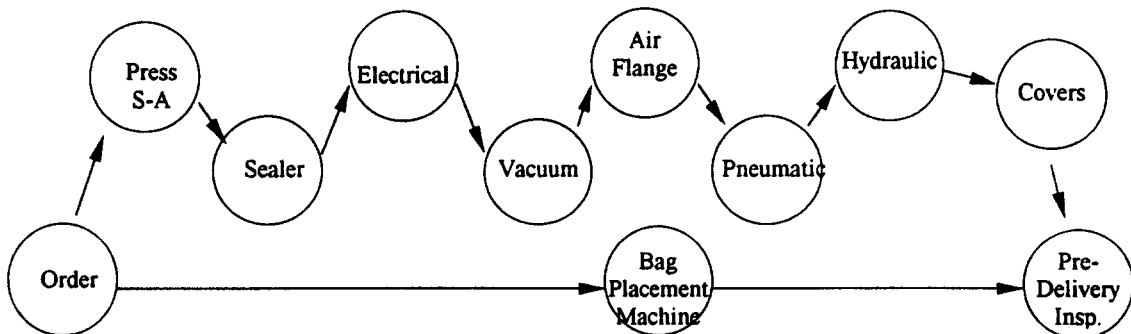 Press
S-A
Sealer
Electrical
Vacuum
Air
Flange
Pneumatic
Hydraulic
Covers
Order
Bag
Placement
Machine
Pre-
Delivery
Insp.